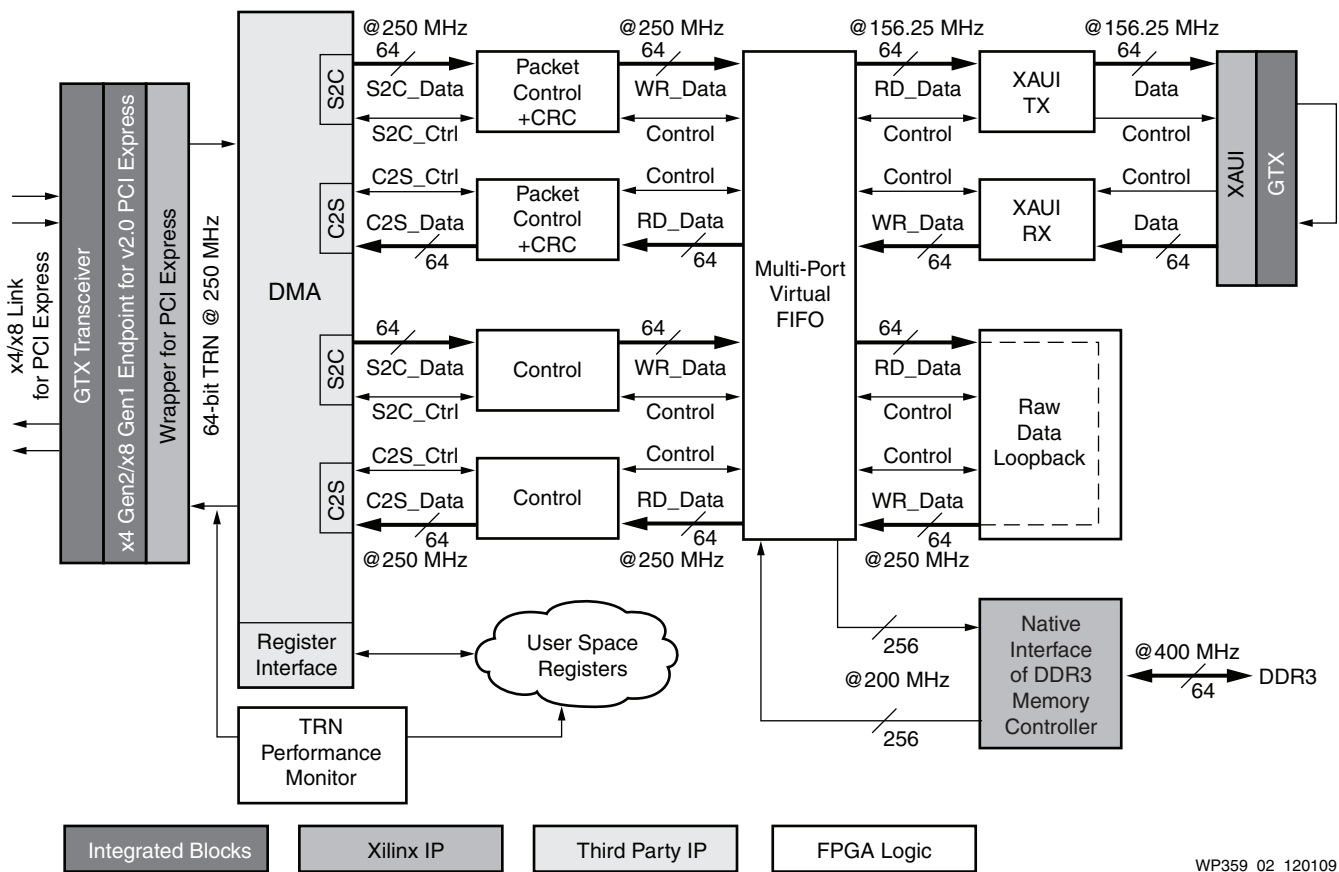 x4/x8 Link
for PCI Express
GTX Transceiver
x4 Gen2/x8 Gen1 Endpoint for v2.0 PCI Express
Wrapper for PCI Express
64-bit TRN @ 250 MHz
DMA
S2C
C2S
S2C
C2S
Register
Interface
@250 MHz
64
S2C_Data
S2C_Ctrl
C2S_Ctrl
C2S_Data
64
64
S2C_Data
S2C_Ctrl
C2S_Ctrl
C2S_Data
64
@250 MHz
Packet
Control
+CRC
Packet
Control
+CRC
Control
Control
@250 MHz
64
WR_Data
Control
Control
RD_Data
64
64
WR_Data
Control
Control
RD_Data
64
@250 MHz
Multi-Port
Virtual
FIFO
@156.25 MHz
64
RD_Data
Control
Control
WR_Data
64
64
RD_Data
Control
Control
WR_Data
64
@250 MHz
XAUI
TX
XAUI
RX
@156.25 MHz
64
Data
Control
Control
Data
64
XAUI
GTX
Raw
Data
Loopback
256
@200 MHz
256
Native
Interface
of DDR3
Memory
Controller
@400 MHz
64
DDR3
User Space
Registers
TRN
Performance
Monitor
Integrated Blocks
Xilinx IP
Third Party IP
FPGA Logic
WP359_02_120109